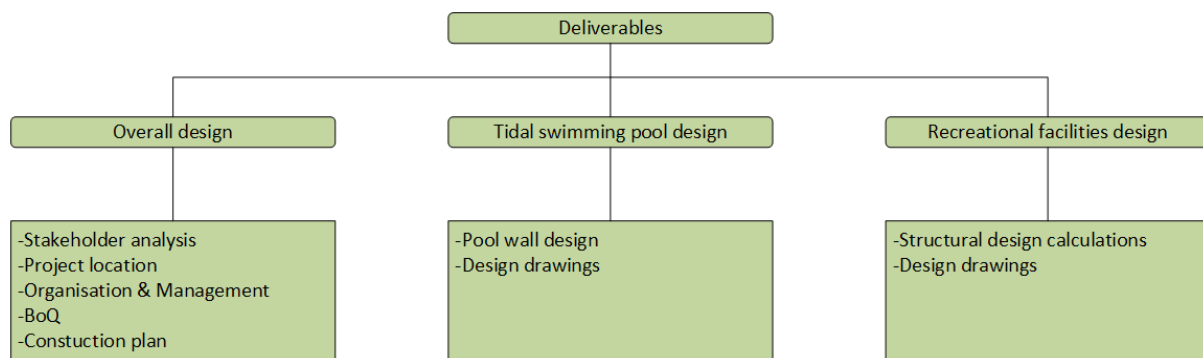 Deliverables
Overall design
Tidal swimming pool design
Recreational facilities design
-Stakeholder analysis
-Project location
-Organisation & Management
-BoQ
-Constuction plan
-Pool wall design
-Design drawings
-Structural design calculations
-Design drawings